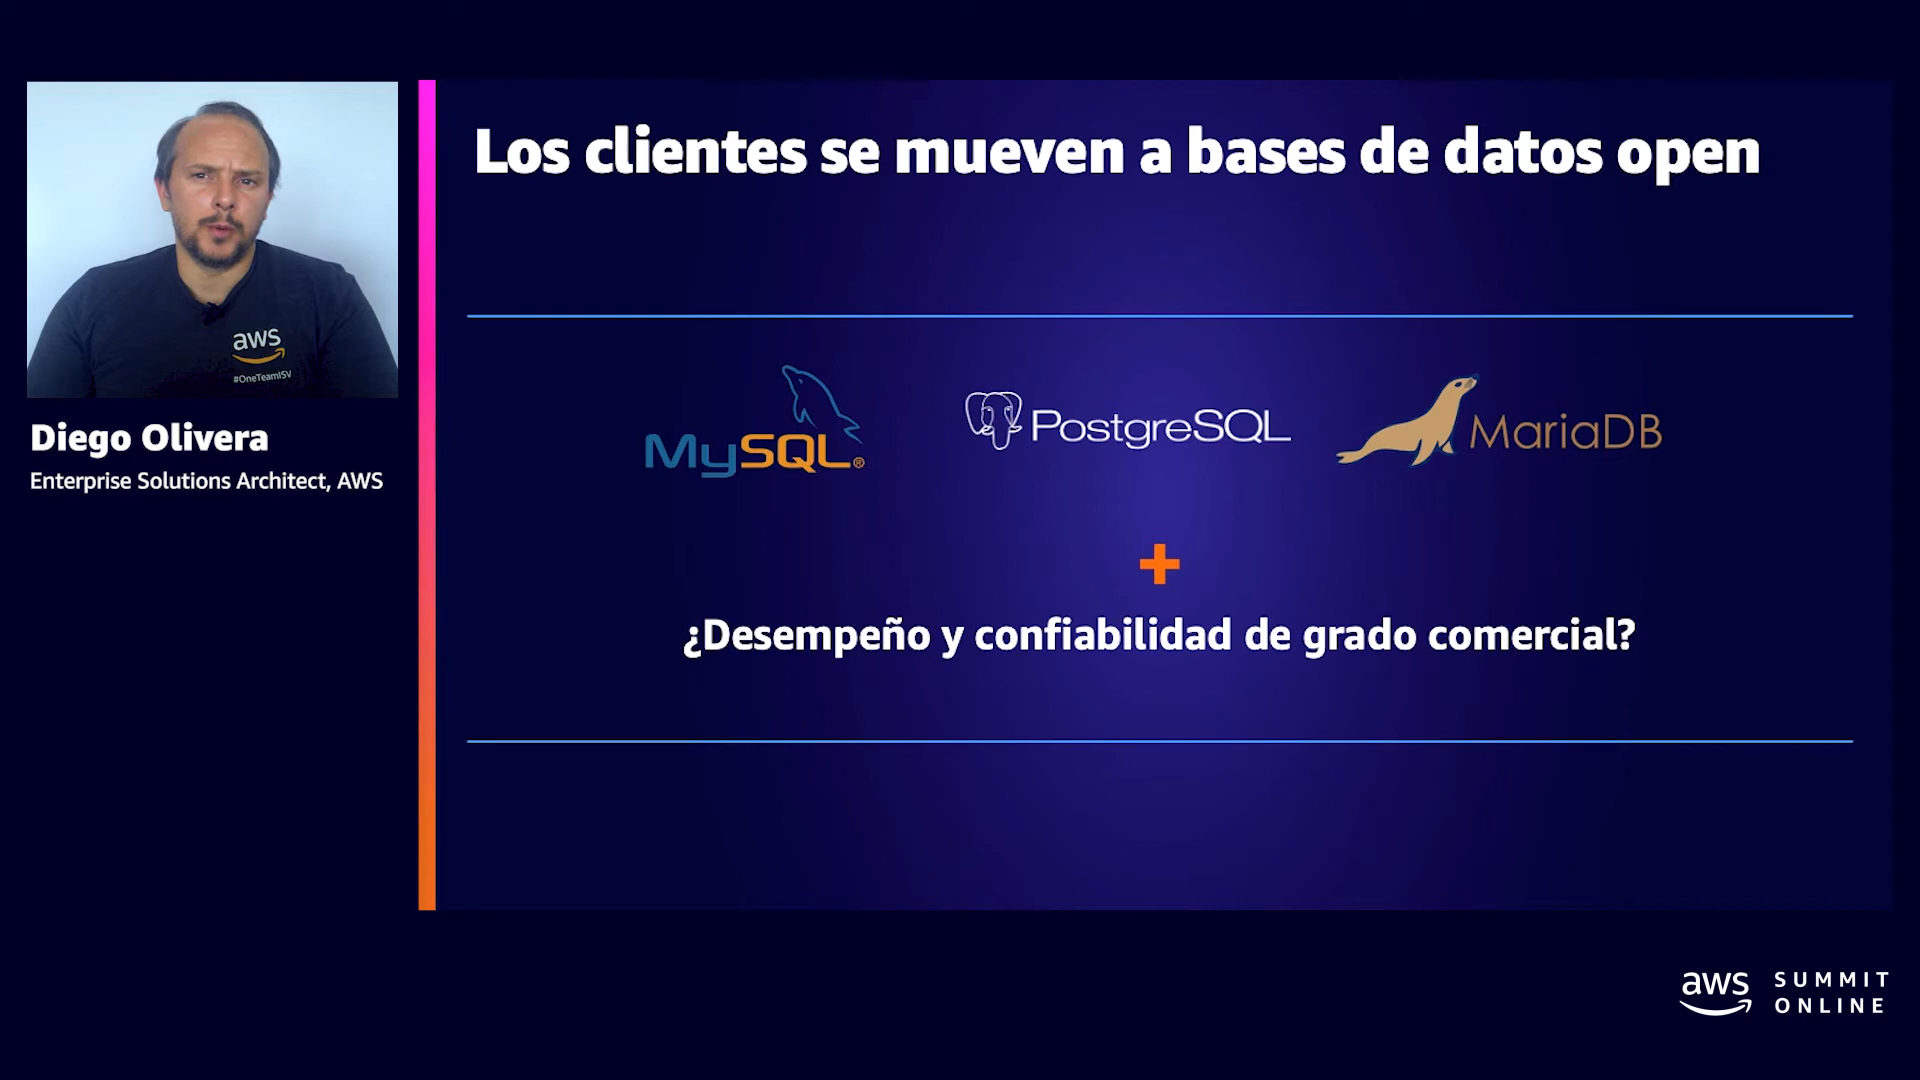 Los clientes se mueven a bases de datos open
aws
#OneTeamISV
Diego Olivera
Enterprise Solutions Architect, AWS
MySQL®
PostgreSQL
MariaDB
+
¿Desempeño y confiabilidad de grado comercial?
aws SUMMIT
ONLINE